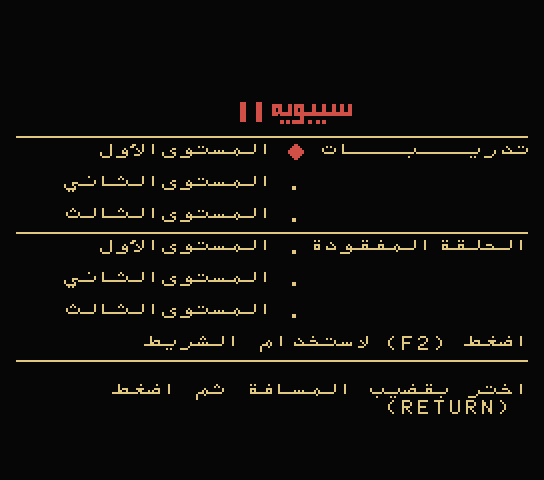 سيبويه II
تدريـــبـــات ♦ المستوى الأول
. المستوى الثاني
. المستوى الثالث
الحلقة المفقودة . المستوى الأول
. المستوى الثاني
. المستوى الثالث
اضغط (F2) لاستخدام الشريط
اختر بقضيب المسافة ثم اضغط
(RETURN)